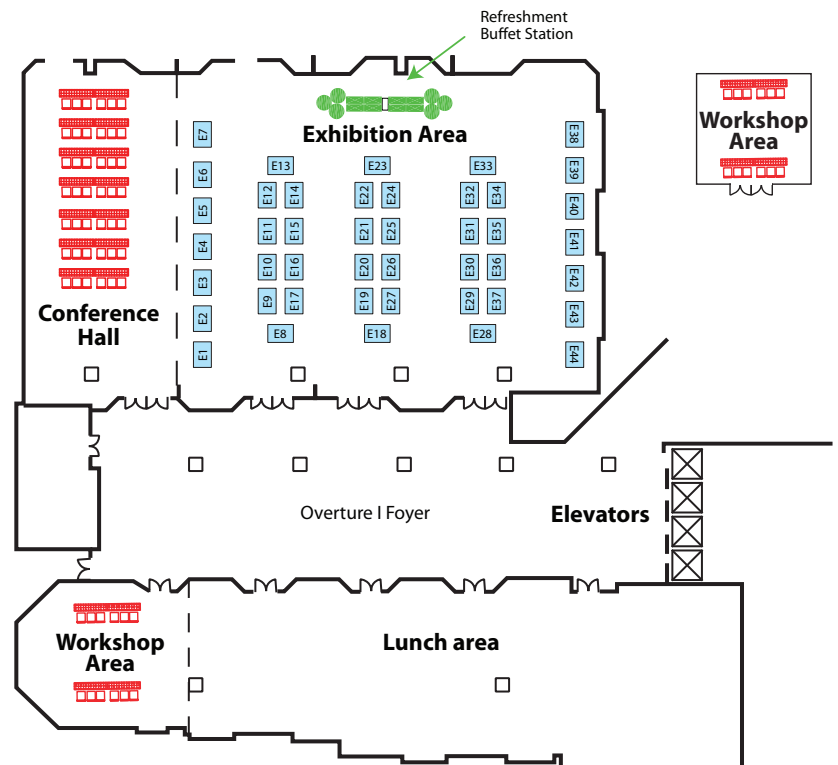 Refreshment
Buffet Station
Exhibition Area
Workshop
Area
E7
E38
E13
E23
E33
E6
E39
E12
E14
E22
E24
E32
E34
E5
E40
E11
E15
E21
E25
E31
E35
E4
E41
E10
E16
E20
E26
E30
E36
E3
E42
E9
E17
E19
E27
E29
E37
Conference
Hall
E2
E43
E8
E18
E28
E1
E44
Overture I Foyer
Elevators
Workshop
Area
Lunch area